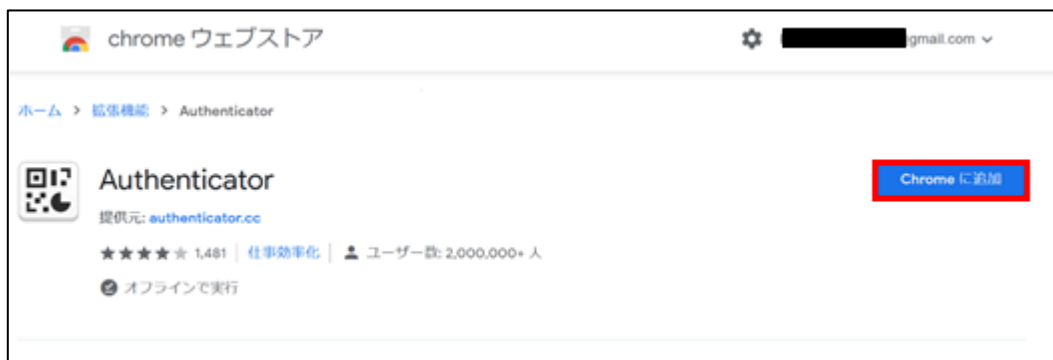 chrome ウェブストア gmail.com
ホーム > 拡張機能 > Authenticator
Authenticator
Chrome に追加
提供元: authenticator.cc
1,481 仕事効率化 ユーザー数: 2,000,000+ 人
オフラインで実行